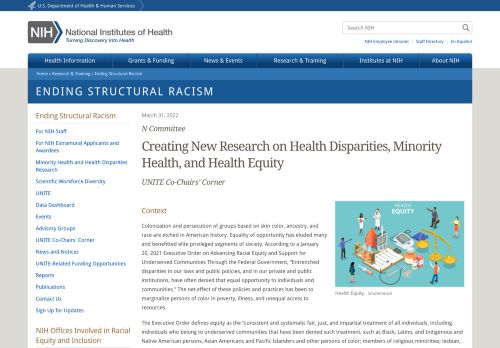 U.S. Department of Health & Human Services
NIH National Institutes of Health
Turning Discovery Into Health
Search NIH
NIH Employee Intranet Staff Directory En Español
Health Information Grants & Funding News & Events Research & Training Institutes at NIH About NIH
Home » Research & Training » Ending Structural Racism
ENDING STRUCTURAL RACISM
Ending Structural Racism
For NIH Staff
For NIH Extramural Applicants and
Awardees
Minority Health and Health Disparities
Research
Scientific Workforce Diversity
UNITE
Data Dashboard
Events
Advisory Groups
UNITE Co-Chairs' Corner
News and Notices
UNITE-Related Funding Opportunities
Reports
Publications
Contact Us
Sign Up for Updates
NIH Offices Involved in Racial
Equity and Inclusion
March 31, 2022
N Committee
Creating New Research on Health Disparities, Minority
Health, and Health Equity
UNITE Co-Chairs' Corner
Context
Colonization and persecution of groups based on skin color, ancestry, and
race are etched in American history. Equality of opportunity has eluded many
and benefitted elite privileged segments of society. According to a January
20, 2021 Executive Order on Advancing Racial Equity and Support for
Underserved Communities Through the Federal Government, "Entrenched
disparities in our laws and public policies, and in our private and public
institutions, have often denied that equal opportunity to individuals and
communities." The net effect of these policies and practices has been to
marginalize persons of color in poverty, illness, and unequal access to
resources.
HEALTH
EQUITY
Health Equity. shutterstock
The Executive Order defines equity as the "consistent and systematic fair, just, and impartial treatment of all individuals, including
individuals who belong to underserved communities that have been denied such treatment, such as Black, Latino, and Indigenous and
Native American persons, Asian Americans and Pacific Islanders and other persons of color; members of religious minorities; lesbian,